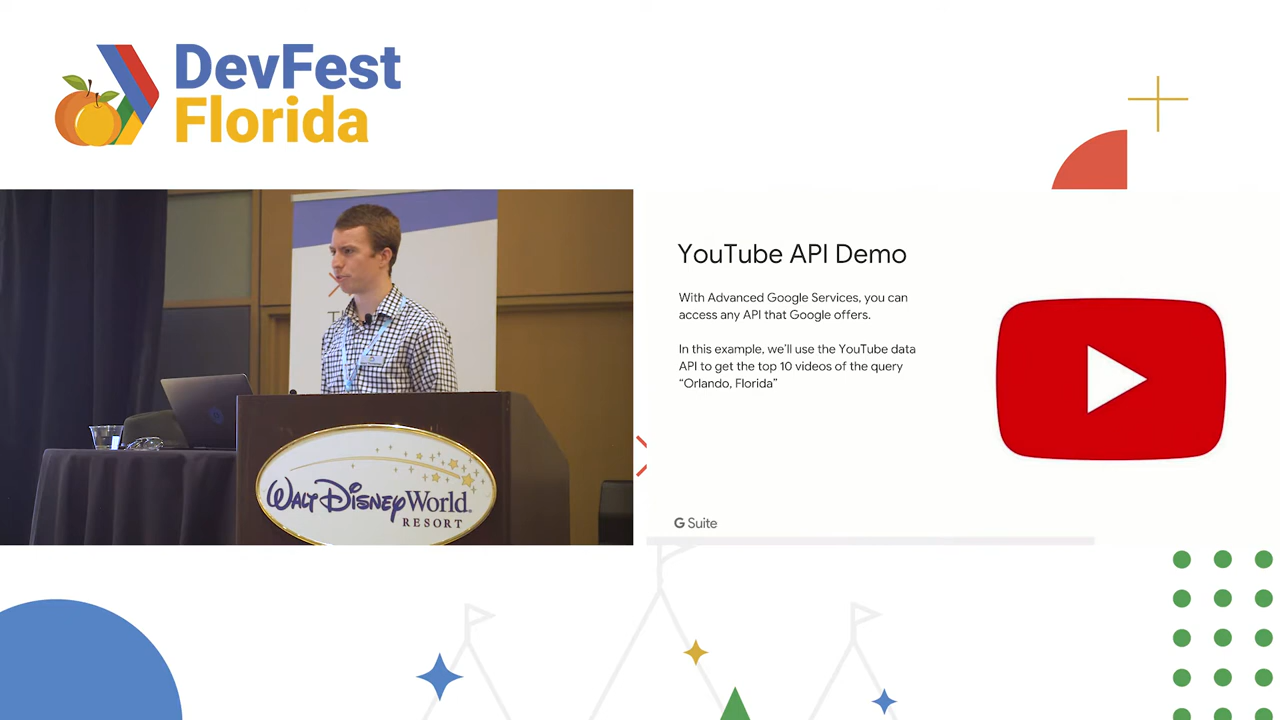 DevFest
Florida
YouTube API Demo
With Advanced Google Services, you can
access any API that Google offers.
In this example, we'll use the YouTube data
API to get the top 10 videos of the query
“Orlando, Florida”
G Suite
WALT DISNEY World
RESORT